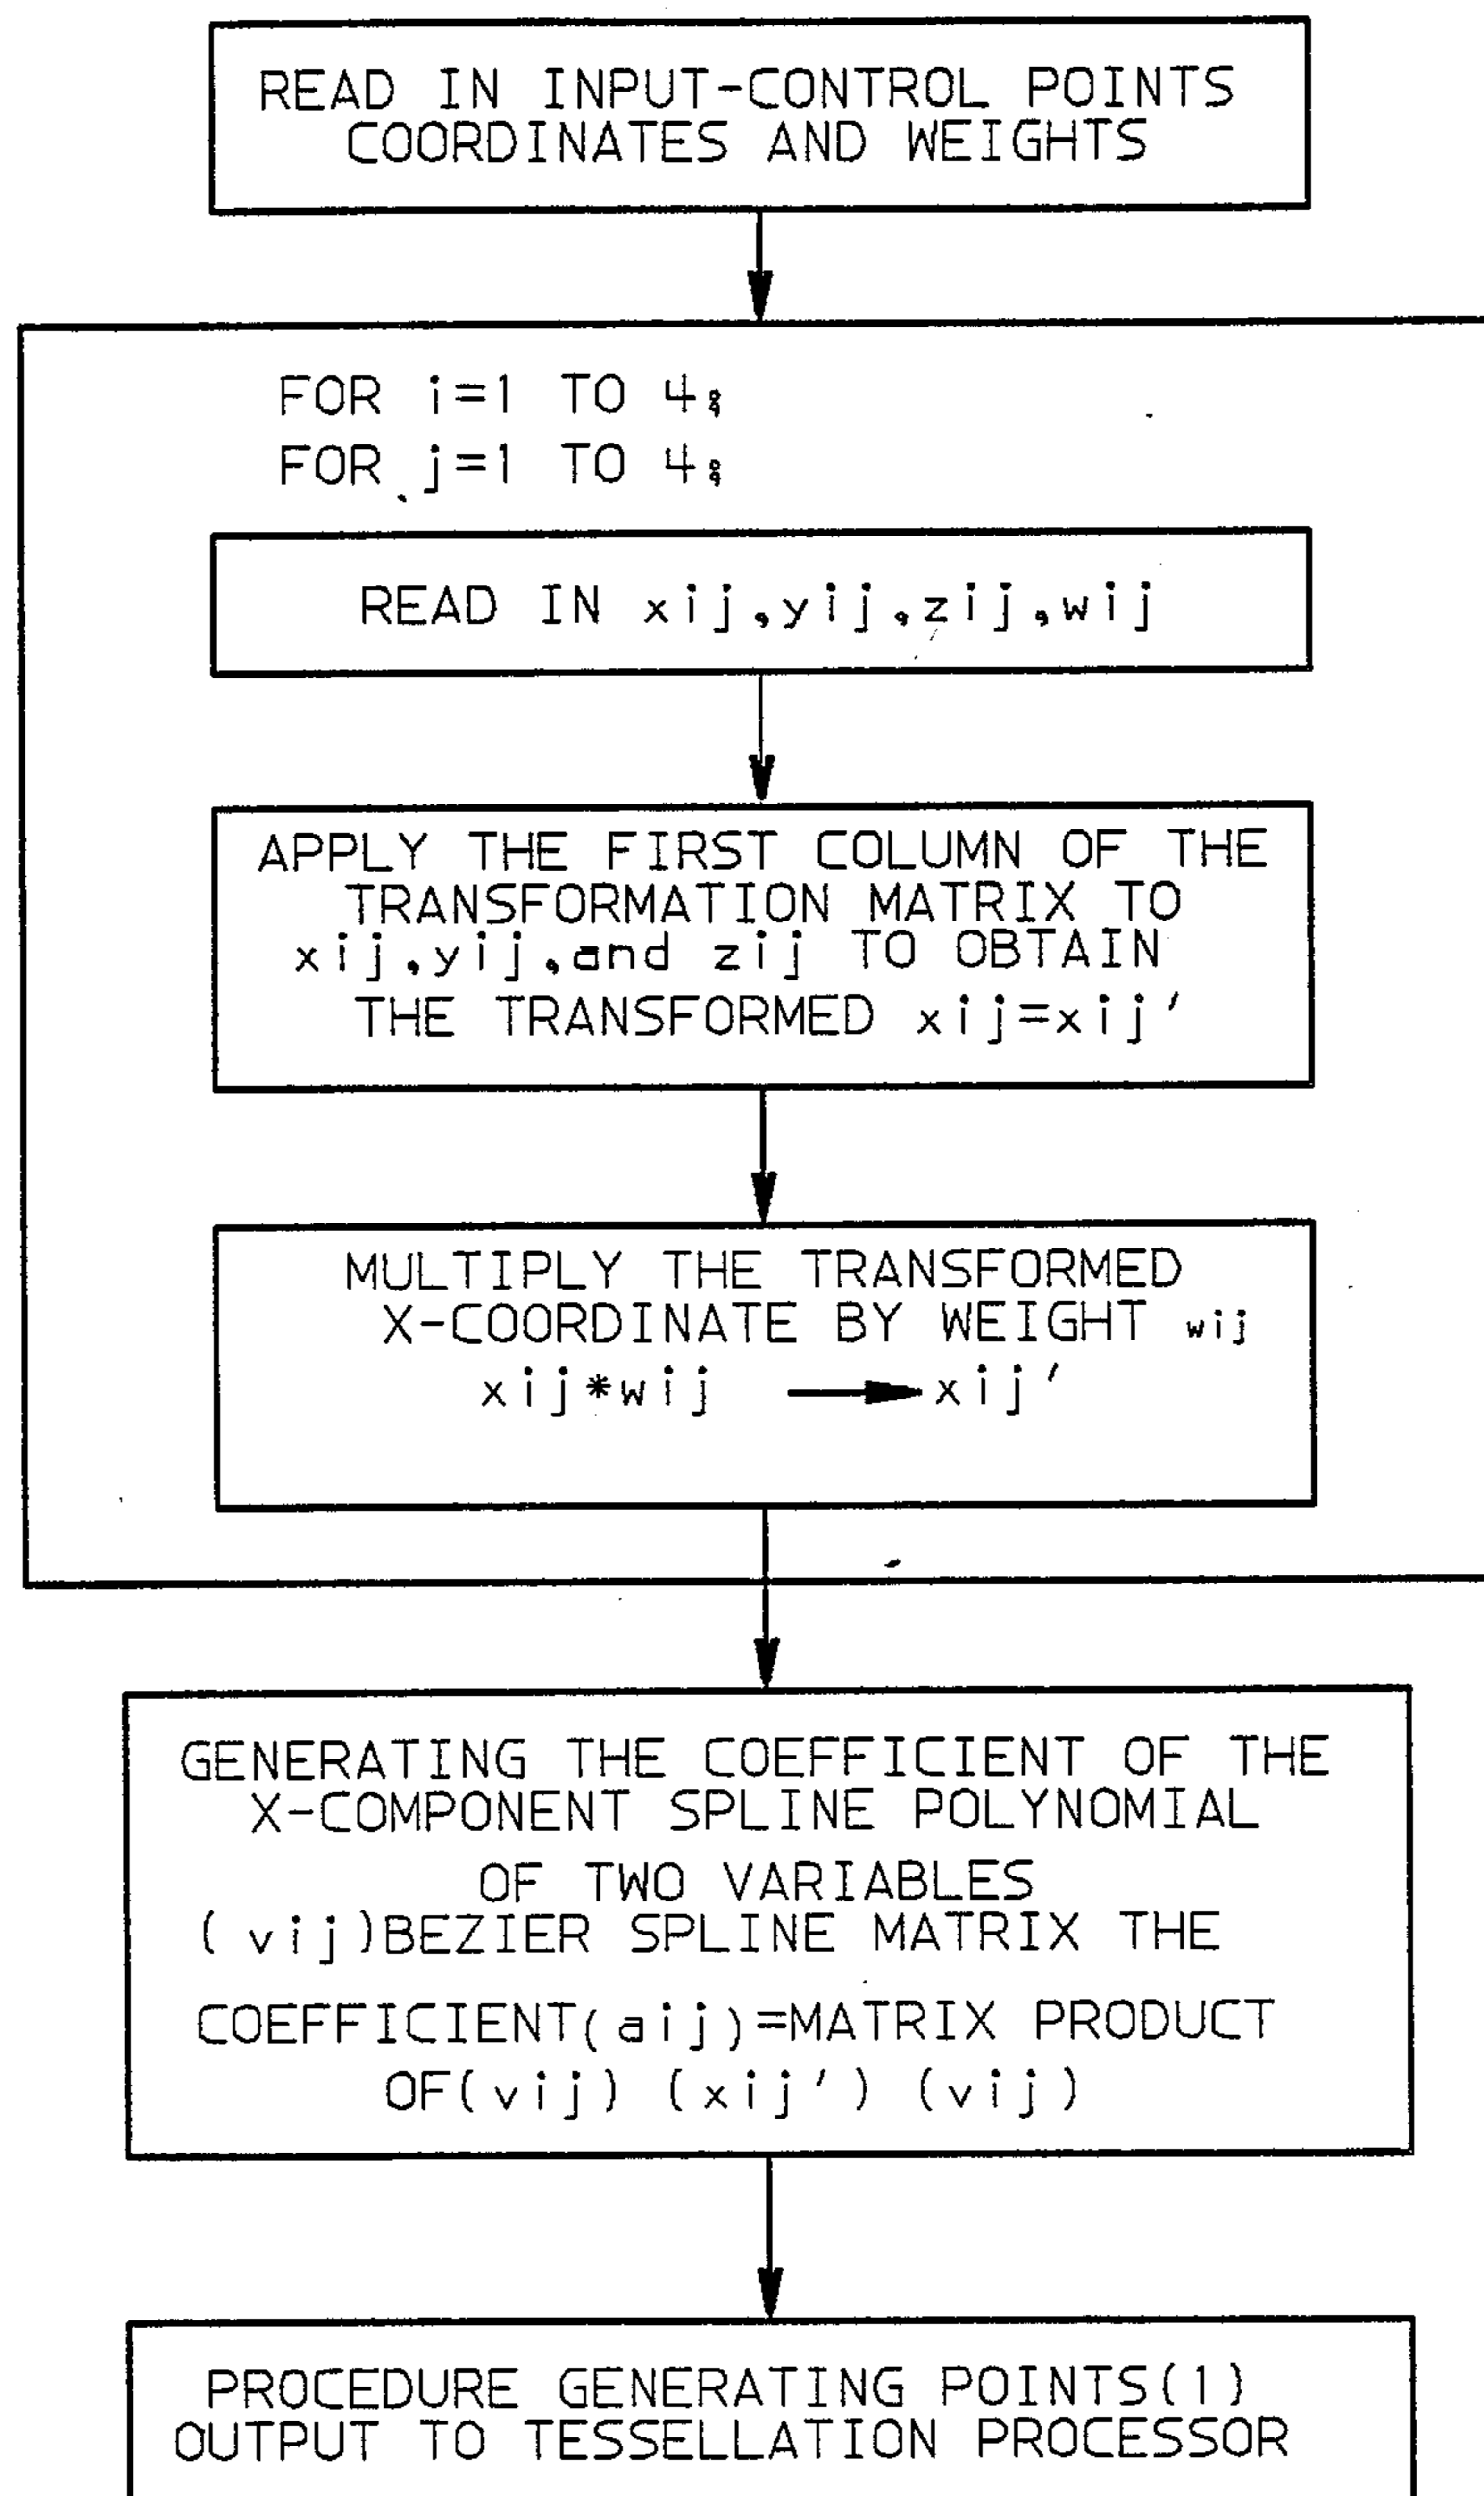 READ IN INPUT-CONTROL POINTS
COORDINATES AND WEIGHTS
FOR i=1 TO 4;
FOR j=1 TO 4;
READ IN xij,yij,zij,wij
APPLY THE FIRST COLUMN OF THE
TRANSFORMATION MATRIX TO
xij,yij,and zij TO OBTAIN
THE TRANSFORMED xij=xij'
MULTIPLY THE TRANSFORMED
X-COORDINATE BY WEIGHT wij
xij*wij → xij'
GENERATING THE COEFFICIENT OF THE
X-COMPONENT SPLINE POLYNOMIAL
OF TWO VARIABLES
(vij)BEZIER SPLINE MATRIX THE
COEFFICIENT(aij)=MATRIX PRODUCT
OF(vij) (xij') (vij)
PROCEDURE GENERATING POINTS(1)
OUTPUT TO TESSELLATION PROCESSOR